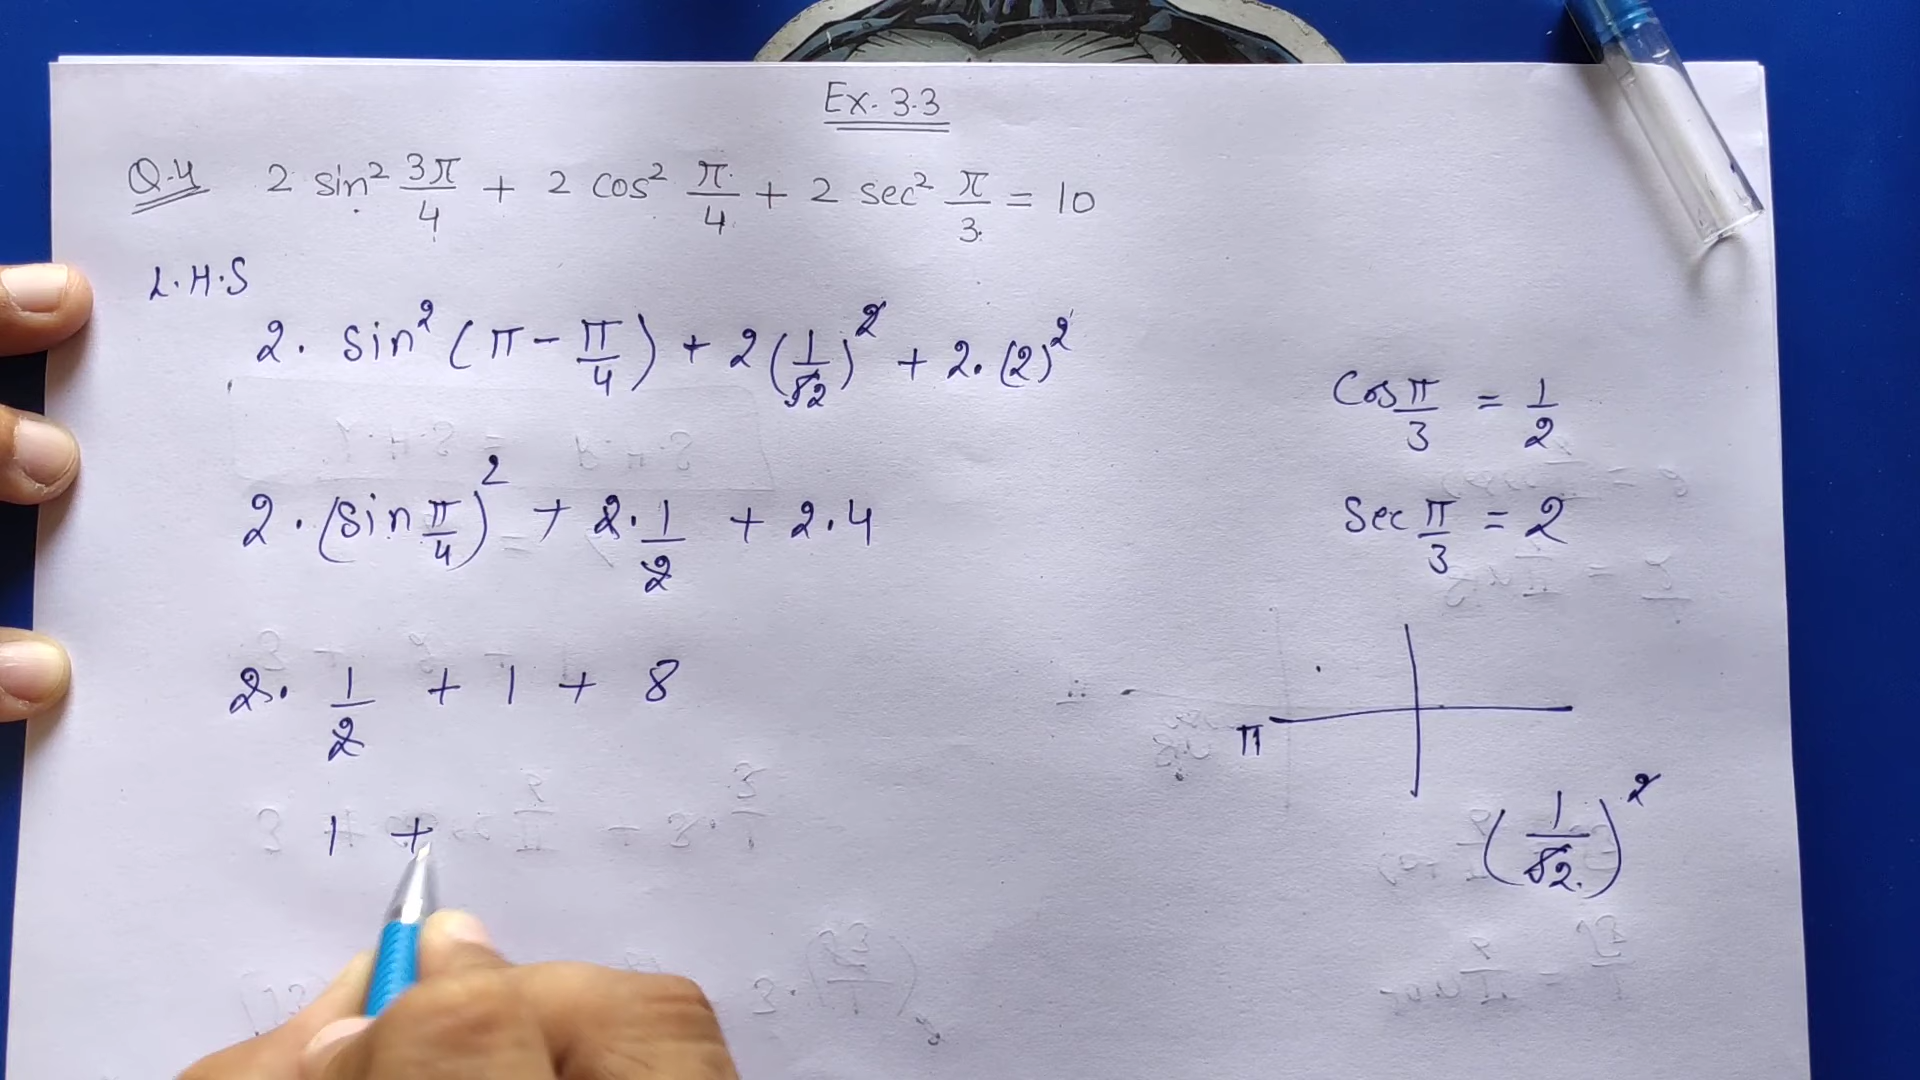 Ex. 3.3
Q.4 2 sin² 3π/4 + 2 cos² π/4 + 2 sec² π/3 = 10
L.H.S
2. sin² (π - π/4) + 2 (1/√2)² + 2. (2)²
2. (sin π/4)² + 2. 1/2 + 2.4
2. 1/2 + 1 + 8
1 +
Cos π/3 = 1/2
Sec π/3 = 2
π
(1/√2)²